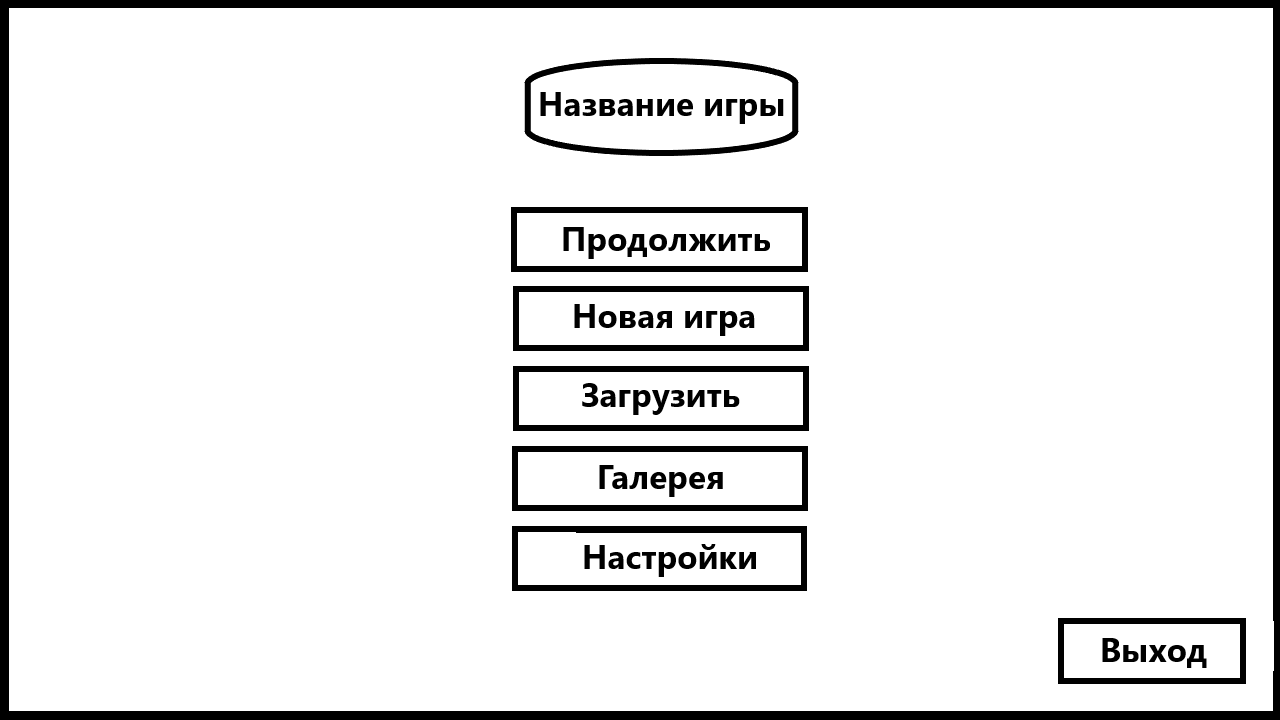 Название игры
Продолжить
Новая игра
Загрузить
Галерея
Настройки
Выход